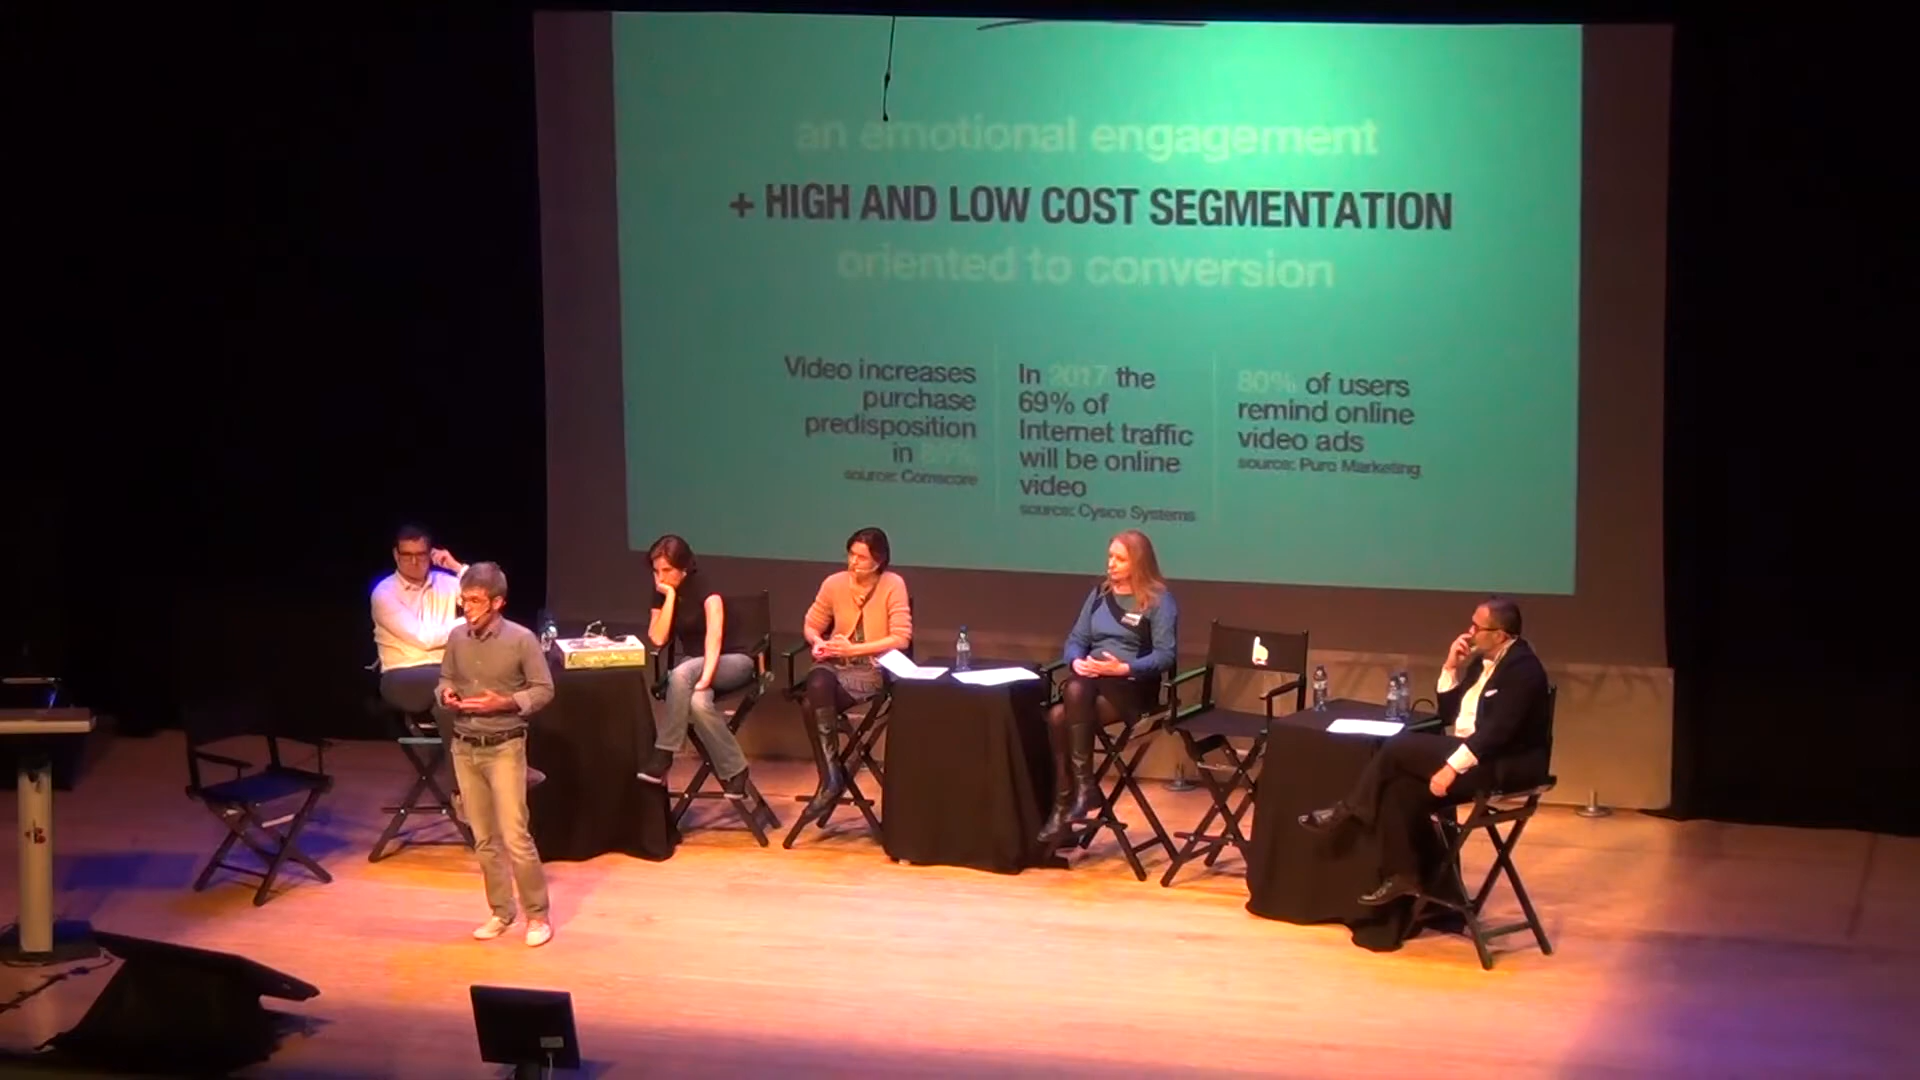 an emotional engagement
+ HIGH AND LOW COST SEGMENTATION
oriented to conversion
Video increases
purchase
predisposition
in
source: Comscore
In 2017 the
69% of
Internet traffic
will be online
video
source: Cysco Systems
80% of users
remind online
video ads
source: Puro Marketing